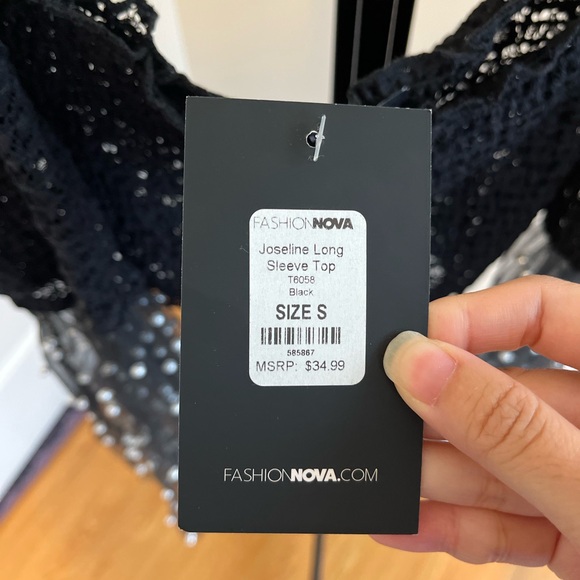 FASHIONNOVA
Joseline Long
Sleeve Top
T6058
Black
SIZE S
585867
MSRP: $34.99
FASHIONNOVA.COM